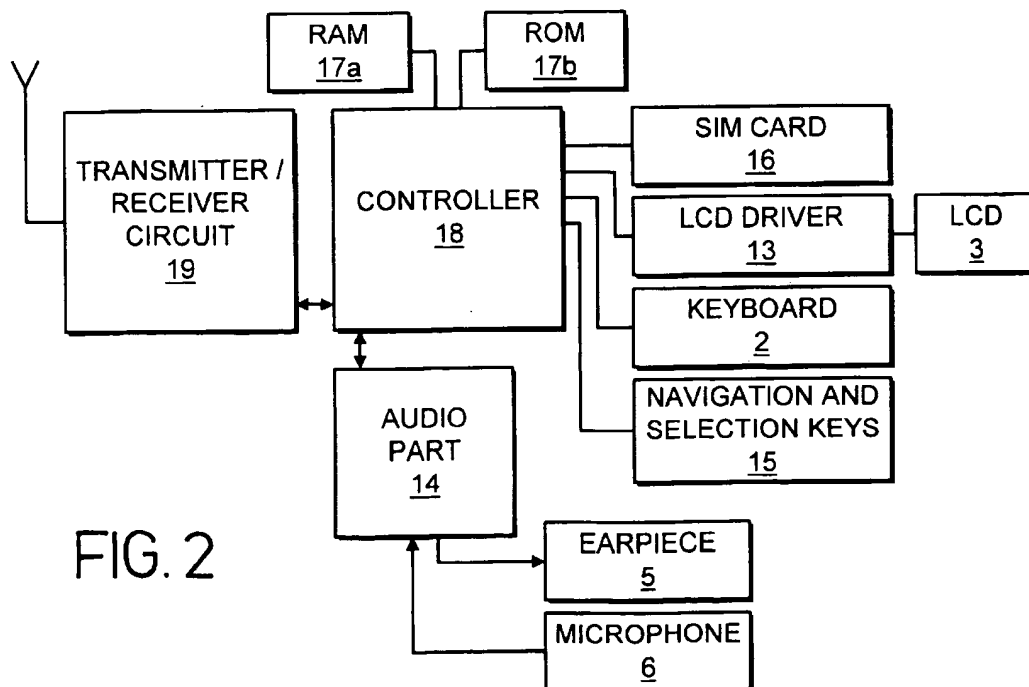 RAM
17a
ROM
17b
TRANSMITTER /
RECEIVER
CIRCUIT
19
CONTROLLER
18
SIM CARD
16
LCD DRIVER
13
LCD
3
KEYBOARD
2
NAVIGATION AND
SELECTION KEYS
15
AUDIO
PART
14
EARPIECE
5
MICROPHONE
6
FIG. 2